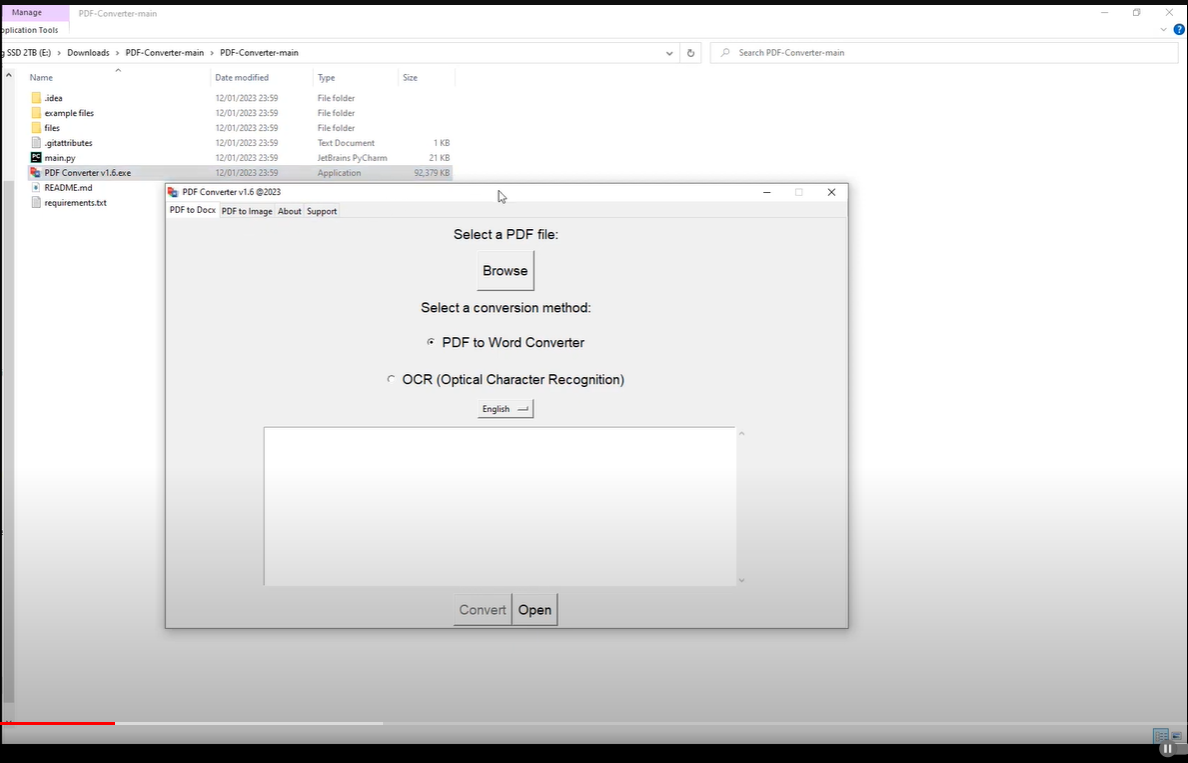 Manage PDF-Converter-main
pplication Tools
g SSD 2TB (E:) › Downloads › PDF-Converter-main › PDF-Converter-main Search PDF-Converter-main
Name Date modified Type Size
.idea 12/01/2023 23:59 File folder
example files 12/01/2023 23:59 File folder
files 12/01/2023 23:59 File folder
.gitattributes 12/01/2023 23:59 Text Document 1 KB
main.py 12/01/2023 23:59 JetBrains PyCharm 21 KB
PDF Converter v1.6.exe 12/01/2023 23:59 Application 92,379 KB
README.md
requirements.txt
PDF Converter v1.6 @2023
PDF to Docx PDF to Image About Support
Select a PDF file:
Browse
Select a conversion method:
PDF to Word Converter
OCR (Optical Character Recognition)
English
Convert Open